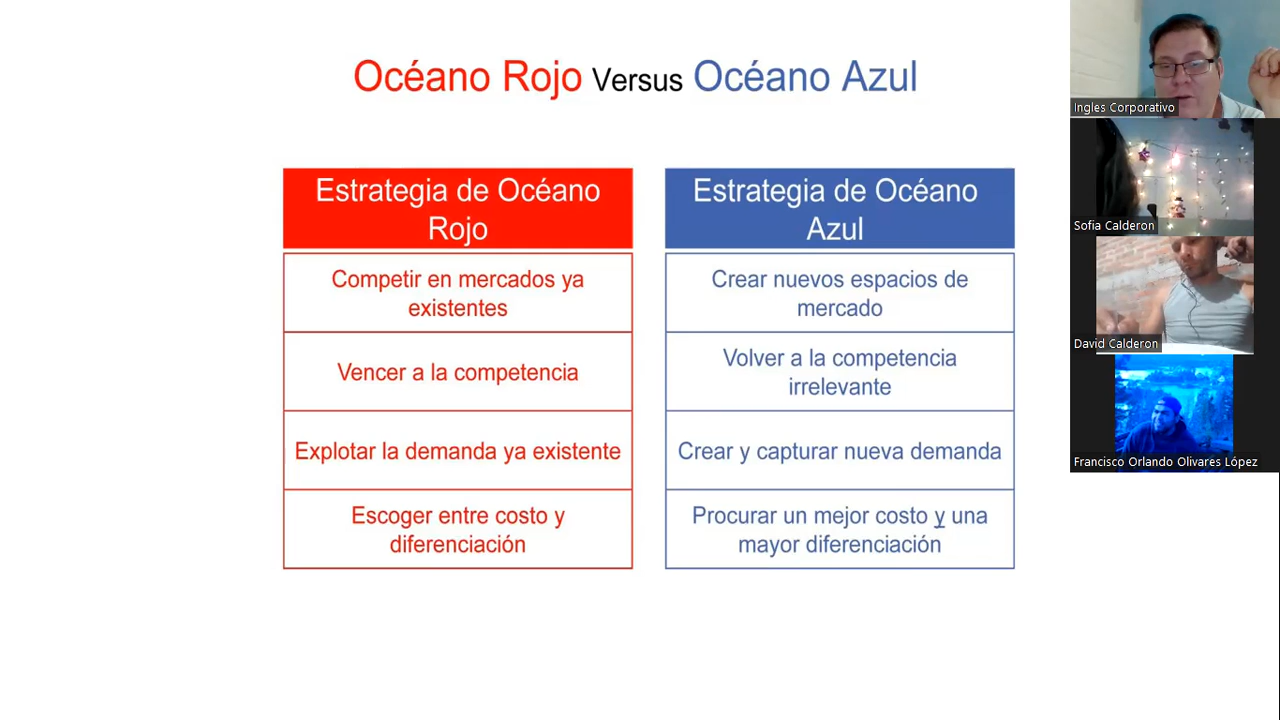 Océano Rojo Versus Océano Azul
Estrategia de Océano
Rojo
Competir en mercados ya
existentes
Vencer a la competencia
Explotar la demanda ya existente
Escoger entre costo y
diferenciación
Estrategia de Océano
Azul
Crear nuevos espacios de
mercado
Volver a la competencia
irrelevante
Crear y capturar nueva demanda
Procurar un mejor costo y una
mayor diferenciación
Ingles Corporativo
Sofia Calderon
David Calderon
Francisco Orlando Olivares López